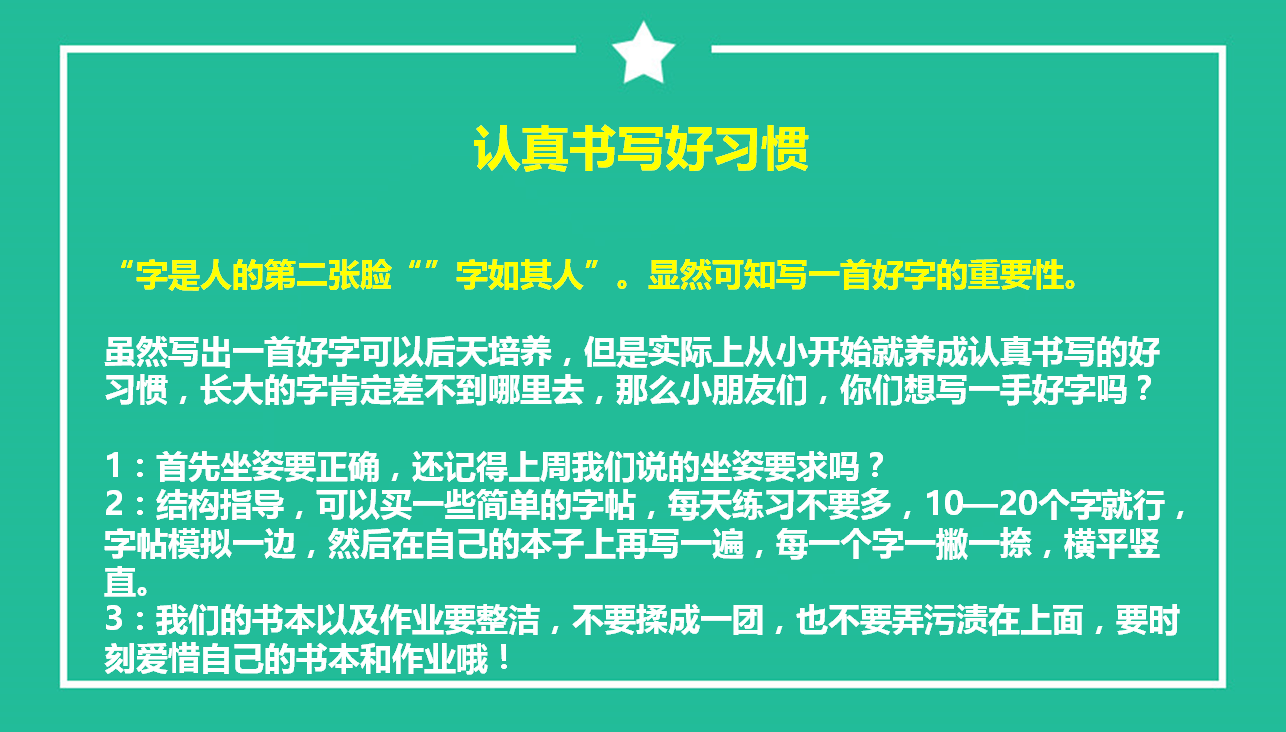 认真书写好习惯
“字是人的第二张脸“”字如其人”。显然可知写一首好字的重要性。
虽然写出一首好字可以后天培养，但是实际上从小开始就养成认真书写的好
习惯，长大的字肯定差不到哪里去，那么小朋友们，你们想写一手好字吗？
1：首先坐姿要正确，还记得上周我们说的坐姿要求吗？
2：结构指导，可以买一些简单的字帖，每天练习不要多，10—20个字就行，
字帖模拟一边，然后在自己的本子上再写一遍，每一个字一撇一捺，横平竖
直。
3：我们的书本以及作业要整洁，不要揉成一团，也不要弄污渍在上面，要时
刻爱惜自己的书本和作业哦！